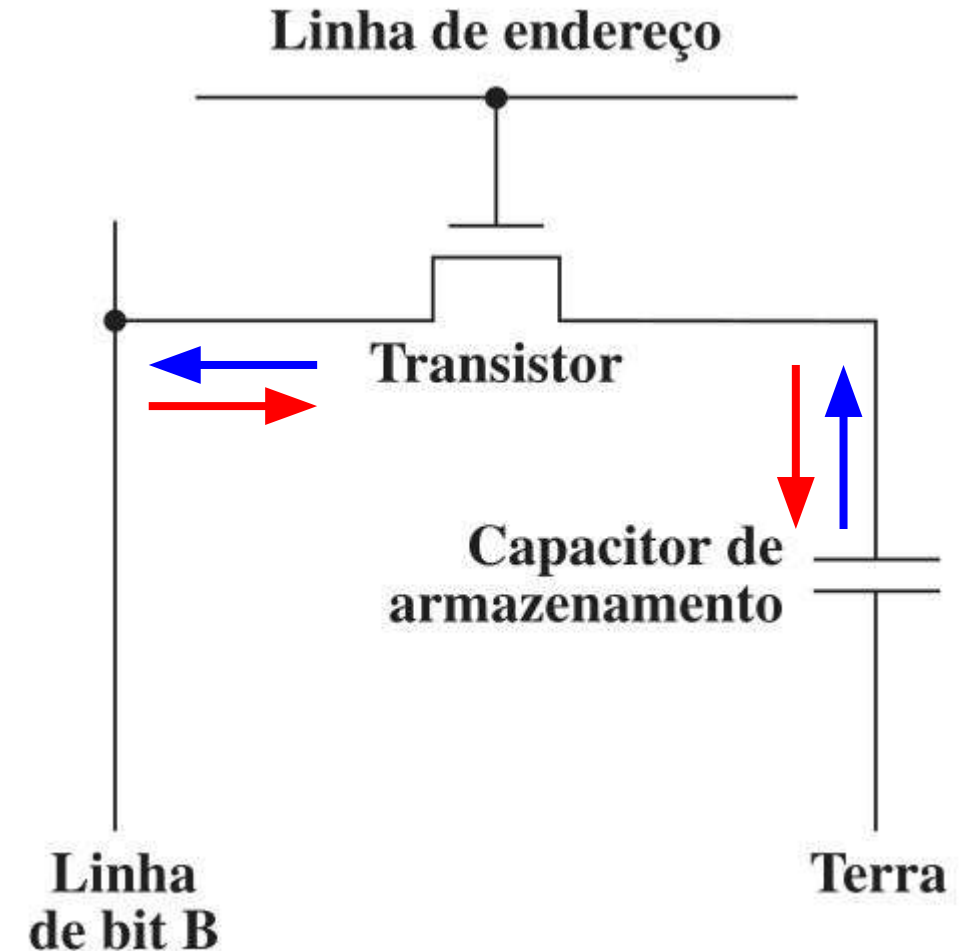 Linha de endereço
Transistor
Capacitor de
armazenamento
Linha
de bit B
Terra